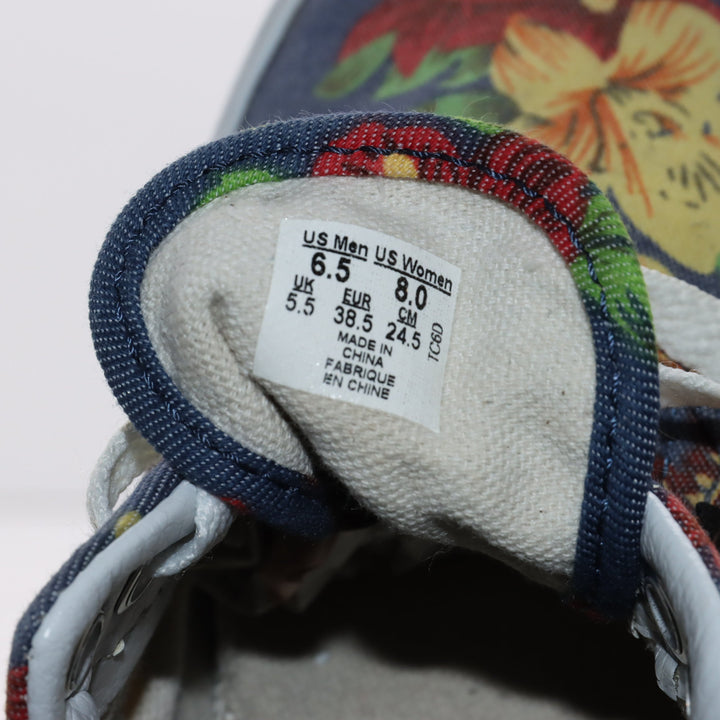 US Men US Women
6.5 8.0
UK EUR CM
5.5 38.5 24.5
MADE IN
CHINA
FABRIQUE
EN CHINE
TC6D